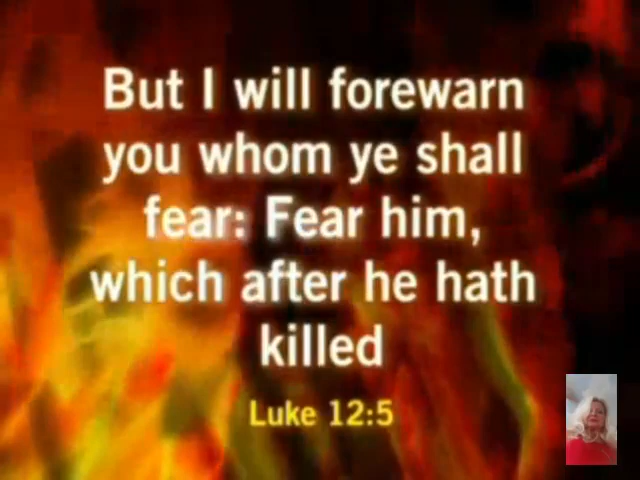 But I will forewarn
you whom ye shall
fear: Fear him,
which after he hath
killed
Luke 12:5